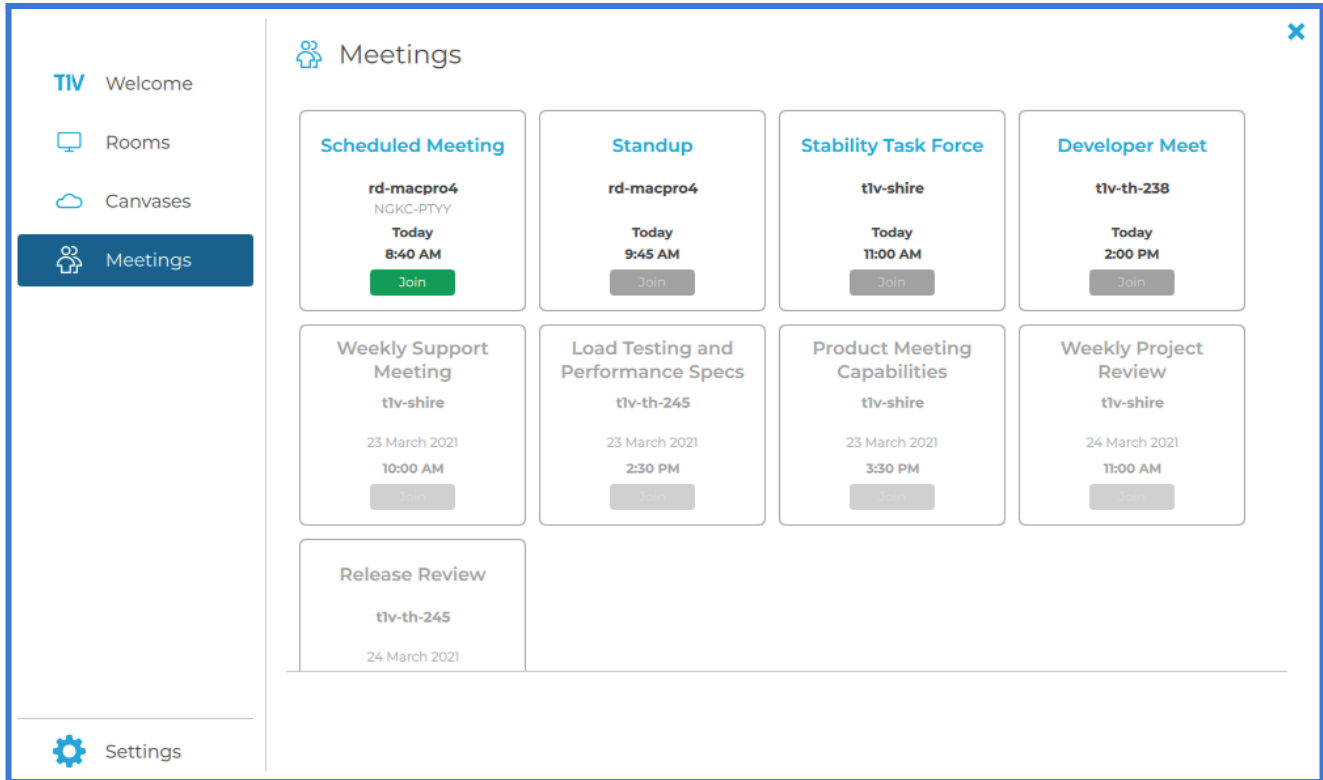 T1V Welcome
Rooms
Canvases
Meetings
Settings
Meetings
Scheduled Meeting
rd-macpro4
NGKC-PTYY
Today
8:40 AM
Join
Standup
rd-macpro4
Today
9:45 AM
Join
Stability Task Force
t1v-shire
Today
11:00 AM
Join
Developer Meet
t1v-th-238
Today
2:00 PM
Join
Weekly Support
Meeting
t1v-shire
23 March 2021
10:00 AM
Join
Load Testing and
Performance Specs
t1v-th-245
23 March 2021
2:30 PM
Join
Product Meeting
Capabilities
t1v-shire
23 March 2021
3:30 PM
Join
Weekly Project
Review
t1v-shire
24 March 2021
11:00 AM
Join
Release Review
t1v-th-245
24 March 2021